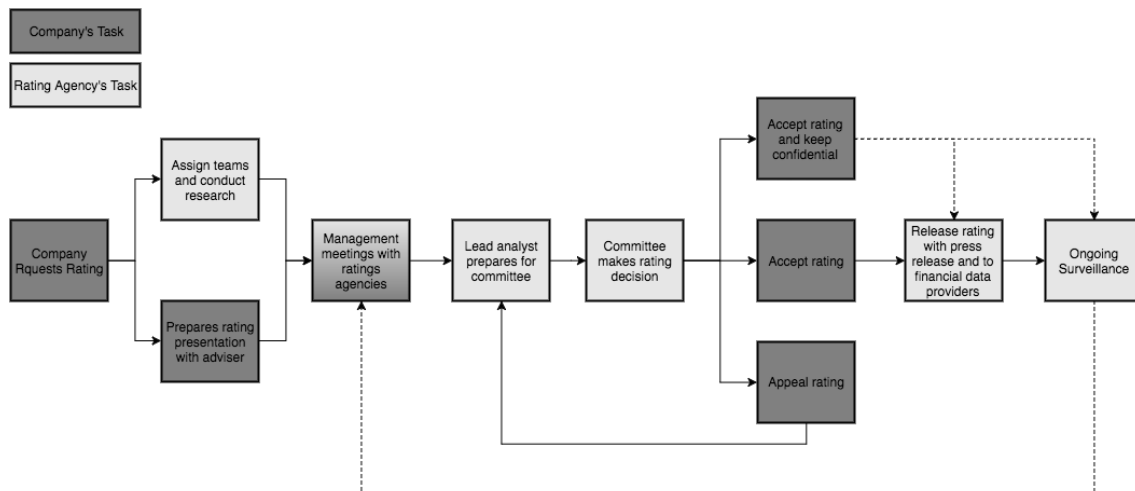 Company's Task
Rating Agency's Task
Company
Rquests Rating
Assign teams
and conduct
research
Prepares rating
presentation
with adviser
Management
meetings with
ratings
agencies
Lead analyst
prepares for
committee
Committee
makes rating
decision
Accept rating
and keep
confidential
Accept rating
Appeal rating
Release rating
with press
release and to
financial data
providers
Ongoing
Surveillance